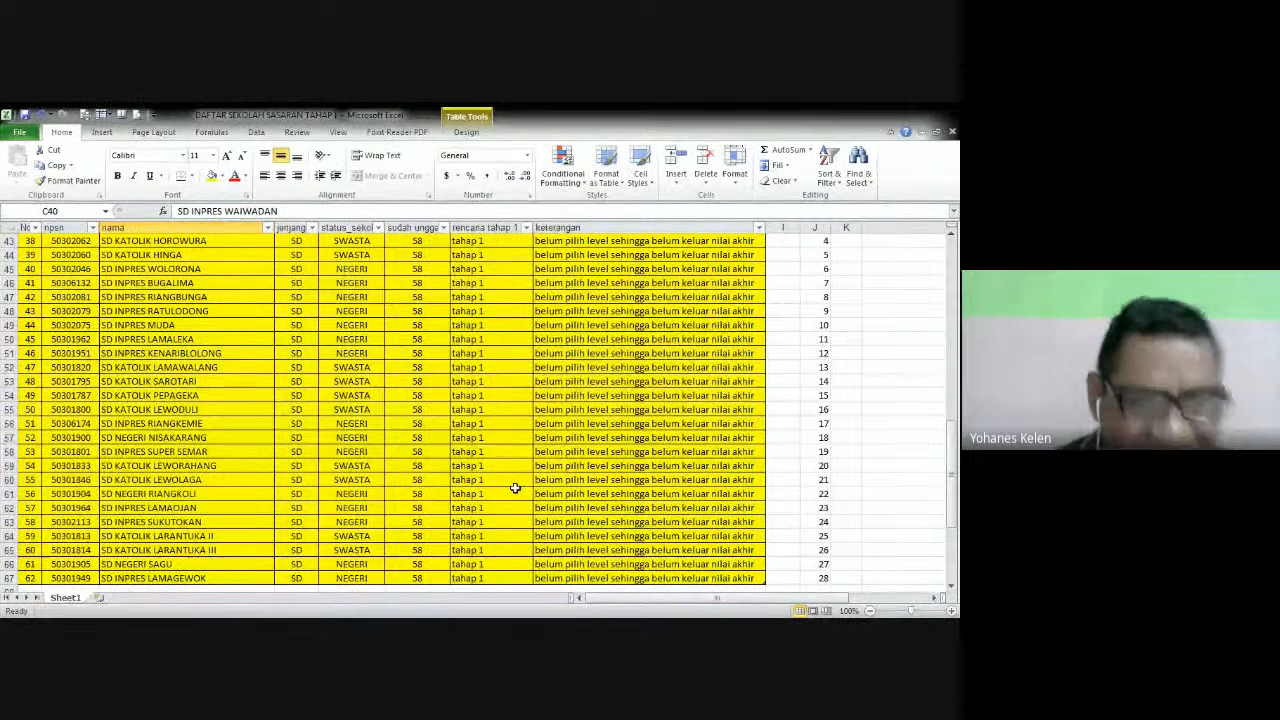 DAFTAR SEKOLAH SASARAN TAHAP I - Microsoft Excel
Table Tools
File Home Insert Page Layout Formulas Data Review View Foxit Reader PDF Design
Paste
Cut
Copy
Format Painter
Clipboard
Calibri 11
B I U
Font
Wrap Text
Merge & Center
Alignment
General
$ % ,
Number
Conditional Formatting
Format as Table
Cell Styles
Styles
Insert Delete Format
Cells
AutoSum
Fill
Clear
Sort & Filter
Find & Select
Editing
C40 fx SD INPRES WAIWADAN
No npsn nama jenjang status_sekol sudah ungga rencana tahap 1 keterangan I J K
43 38 50302062 SD KATOLIK HOROWURA SD SWASTA 58 tahap 1 belum pilih level sehingga belum keluar nilai akhir 4
44 39 50302060 SD KATOLIK HINGA SD SWASTA 58 tahap 1 belum pilih level sehingga belum keluar nilai akhir 5
45 40 50302046 SD INPRES WOLORONA SD NEGERI 58 tahap 1 belum pilih level sehingga belum keluar nilai akhir 6
46 41 50306132 SD INPRES BUGALIMA SD NEGERI 58 tahap 1 belum pilih level sehingga belum keluar nilai akhir 7
47 42 50302081 SD INPRES RIANGBUNGA SD NEGERI 58 tahap 1 belum pilih level sehingga belum keluar nilai akhir 8
48 43 50302079 SD INPRES RATULODONG SD NEGERI 58 tahap 1 belum pilih level sehingga belum keluar nilai akhir 9
49 44 50302075 SD INPRES MUDA SD NEGERI 58 tahap 1 belum pilih level sehingga belum keluar nilai akhir 10
50 45 50301962 SD INPRES LAMALEKA SD NEGERI 58 tahap 1 belum pilih level sehingga belum keluar nilai akhir 11
51 46 50301951 SD INPRES KENARIBLOLONG SD NEGERI 58 tahap 1 belum pilih level sehingga belum keluar nilai akhir 12
52 47 50301820 SD KATOLIK LAMAWALANG SD SWASTA 58 tahap 1 belum pilih level sehingga belum keluar nilai akhir 13
53 48 50301795 SD KATOLIK SAROTARI SD SWASTA 58 tahap 1 belum pilih level sehingga belum keluar nilai akhir 14
54 49 50301787 SD KATOLIK PEPAGEKA SD SWASTA 58 tahap 1 belum pilih level sehingga belum keluar nilai akhir 15
55 50 50301800 SD KATOLIK LEWODULI SD SWASTA 58 tahap 1 belum pilih level sehingga belum keluar nilai akhir 16
56 51 50306174 SD INPRES RIANGKEMIE SD NEGERI 58 tahap 1 belum pilih level sehingga belum keluar nilai akhir 17
57 52 50301900 SD NEGERI NISAKARANG SD NEGERI 58 tahap 1 belum pilih level sehingga belum keluar nilai akhir 18
58 53 50301801 SD INPRES SUPER SEMAR SD NEGERI 58 tahap 1 belum pilih level sehingga belum keluar nilai akhir 19
59 54 50301833 SD KATOLIK LEWORAHANG SD SWASTA 58 tahap 1 belum pilih level sehingga belum keluar nilai akhir 20
60 55 50301846 SD KATOLIK LEWOLAGA SD SWASTA 58 tahap 1 belum pilih level sehingga belum keluar nilai akhir 21
61 56 50301904 SD NEGERI RIANGKOLI SD NEGERI 58 tahap 1 belum pilih level sehingga belum keluar nilai akhir 22
62 57 50301964 SD INPRES LAMAOJAN SD NEGERI 58 tahap 1 belum pilih level sehingga belum keluar nilai akhir 23
63 58 50302113 SD INPRES SUKUTOKAN SD NEGERI 58 tahap 1 belum pilih level sehingga belum keluar nilai akhir 24
64 59 50301813 SD KATOLIK LARANTUKA II SD SWASTA 58 tahap 1 belum pilih level sehingga belum keluar nilai akhir 25
65 60 50301814 SD KATOLIK LARANTUKA III SD SWASTA 58 tahap 1 belum pilih level sehingga belum keluar nilai akhir 26
66 61 50301905 SD NEGERI SAGU SD NEGERI 58 tahap 1 belum pilih level sehingga belum keluar nilai akhir 27
67 62 50301949 SD INPRES LAMAGEWOK SD NEGERI 58 tahap 1 belum pilih level sehingga belum keluar nilai akhir 28
Sheet1
Ready 100%
Yohanes Kelen